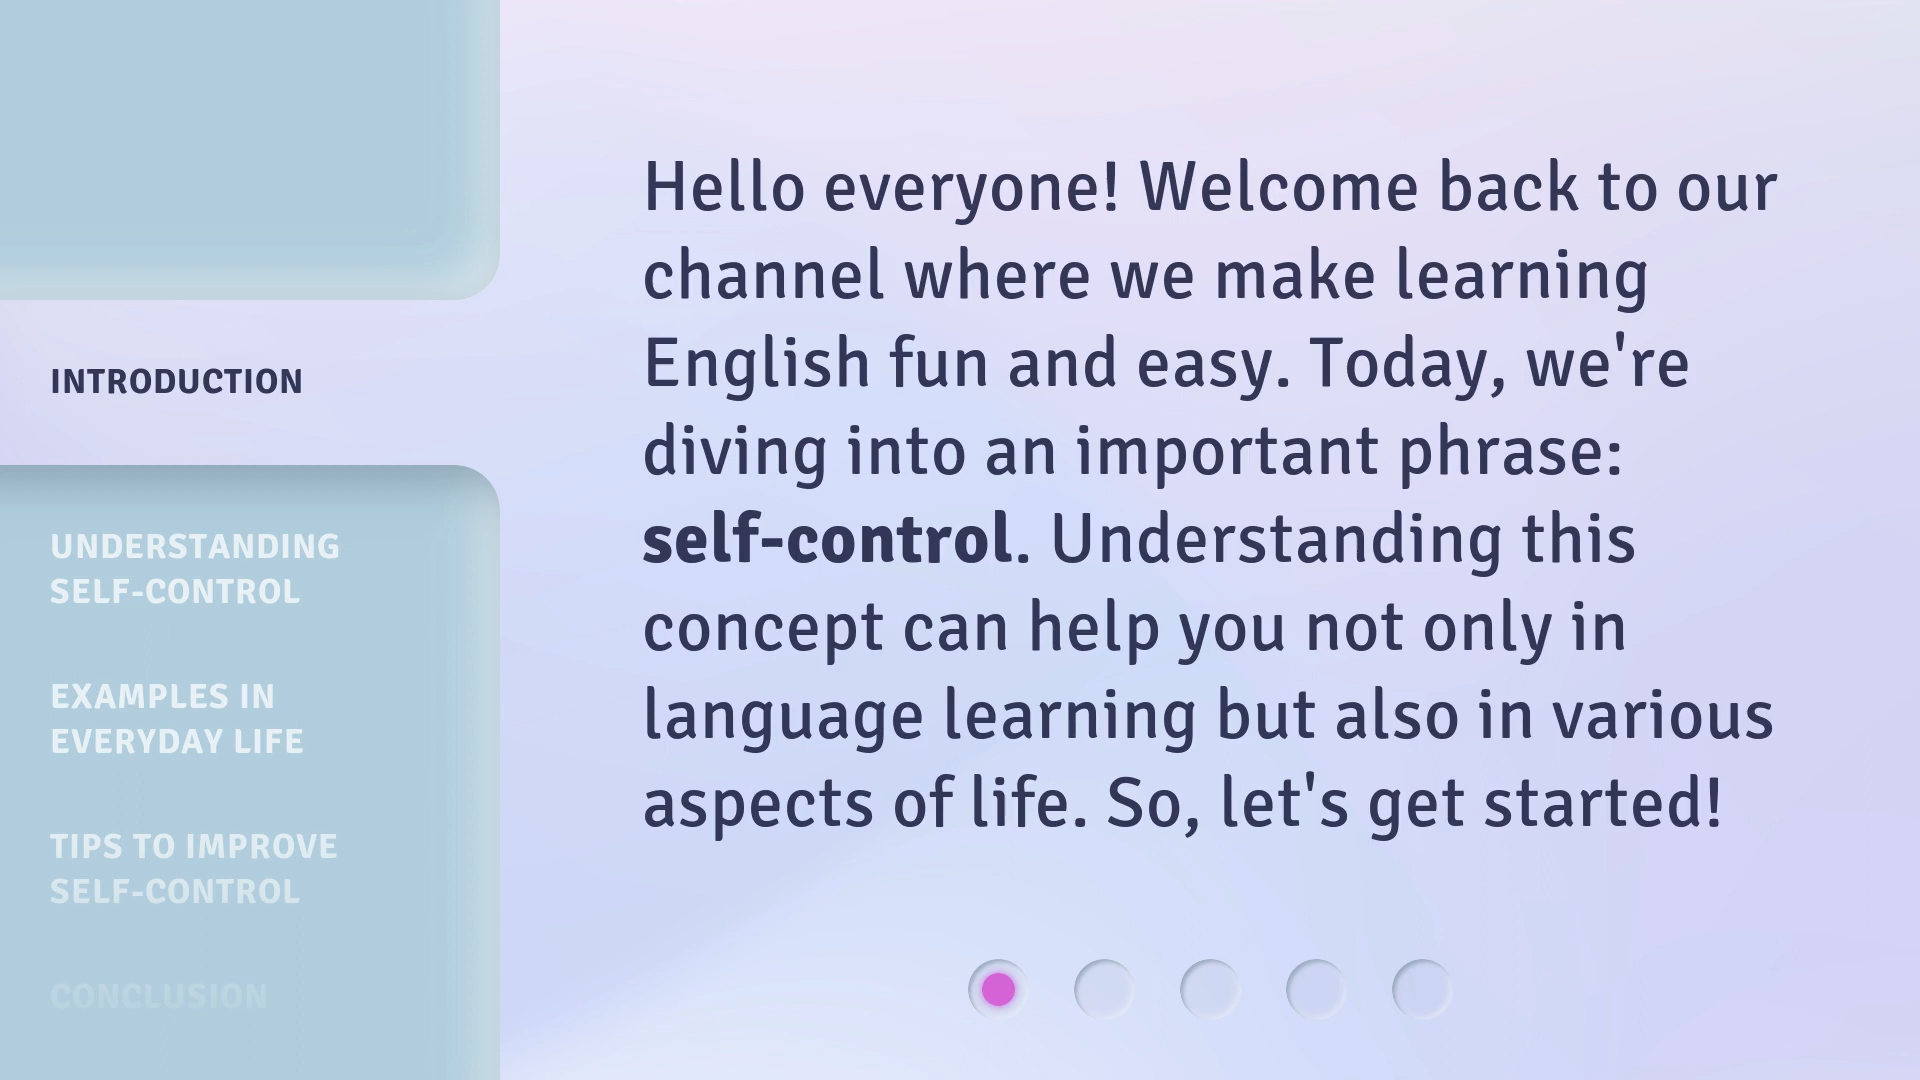 INTRODUCTION
UNDERSTANDING
SELF-CONTROL
EXAMPLES IN
EVERYDAY LIFE
TIPS TO IMPROVE
SELF-CONTROL
CONCLUSION
Hello everyone! Welcome back to our
channel where we make learning
English fun and easy. Today, we're
diving into an important phrase:
self-control. Understanding this
concept can help you not only in
language learning but also in various
aspects of life. So, let's get started!